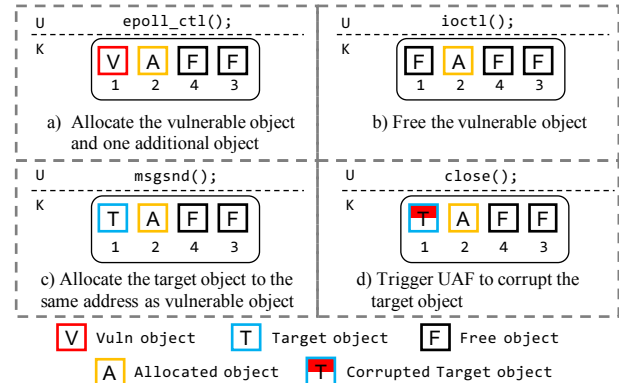 U epoll_ctl();
K
V A F F
1 2 4 3
a) Allocate the vulnerable object
and one additional object
U ioctl();
K
F A F F
1 2 4 3
b) Free the vulnerable object
U msgsnd();
K
T A F F
1 2 4 3
c) Allocate the target object to the
same address as vulnerable object
U close();
K
T A F F
1 2 4 3
d) Trigger UAF to corrupt the
target object
V Vuln object T Target object F Free object
A Allocated object T Corrupted Target object